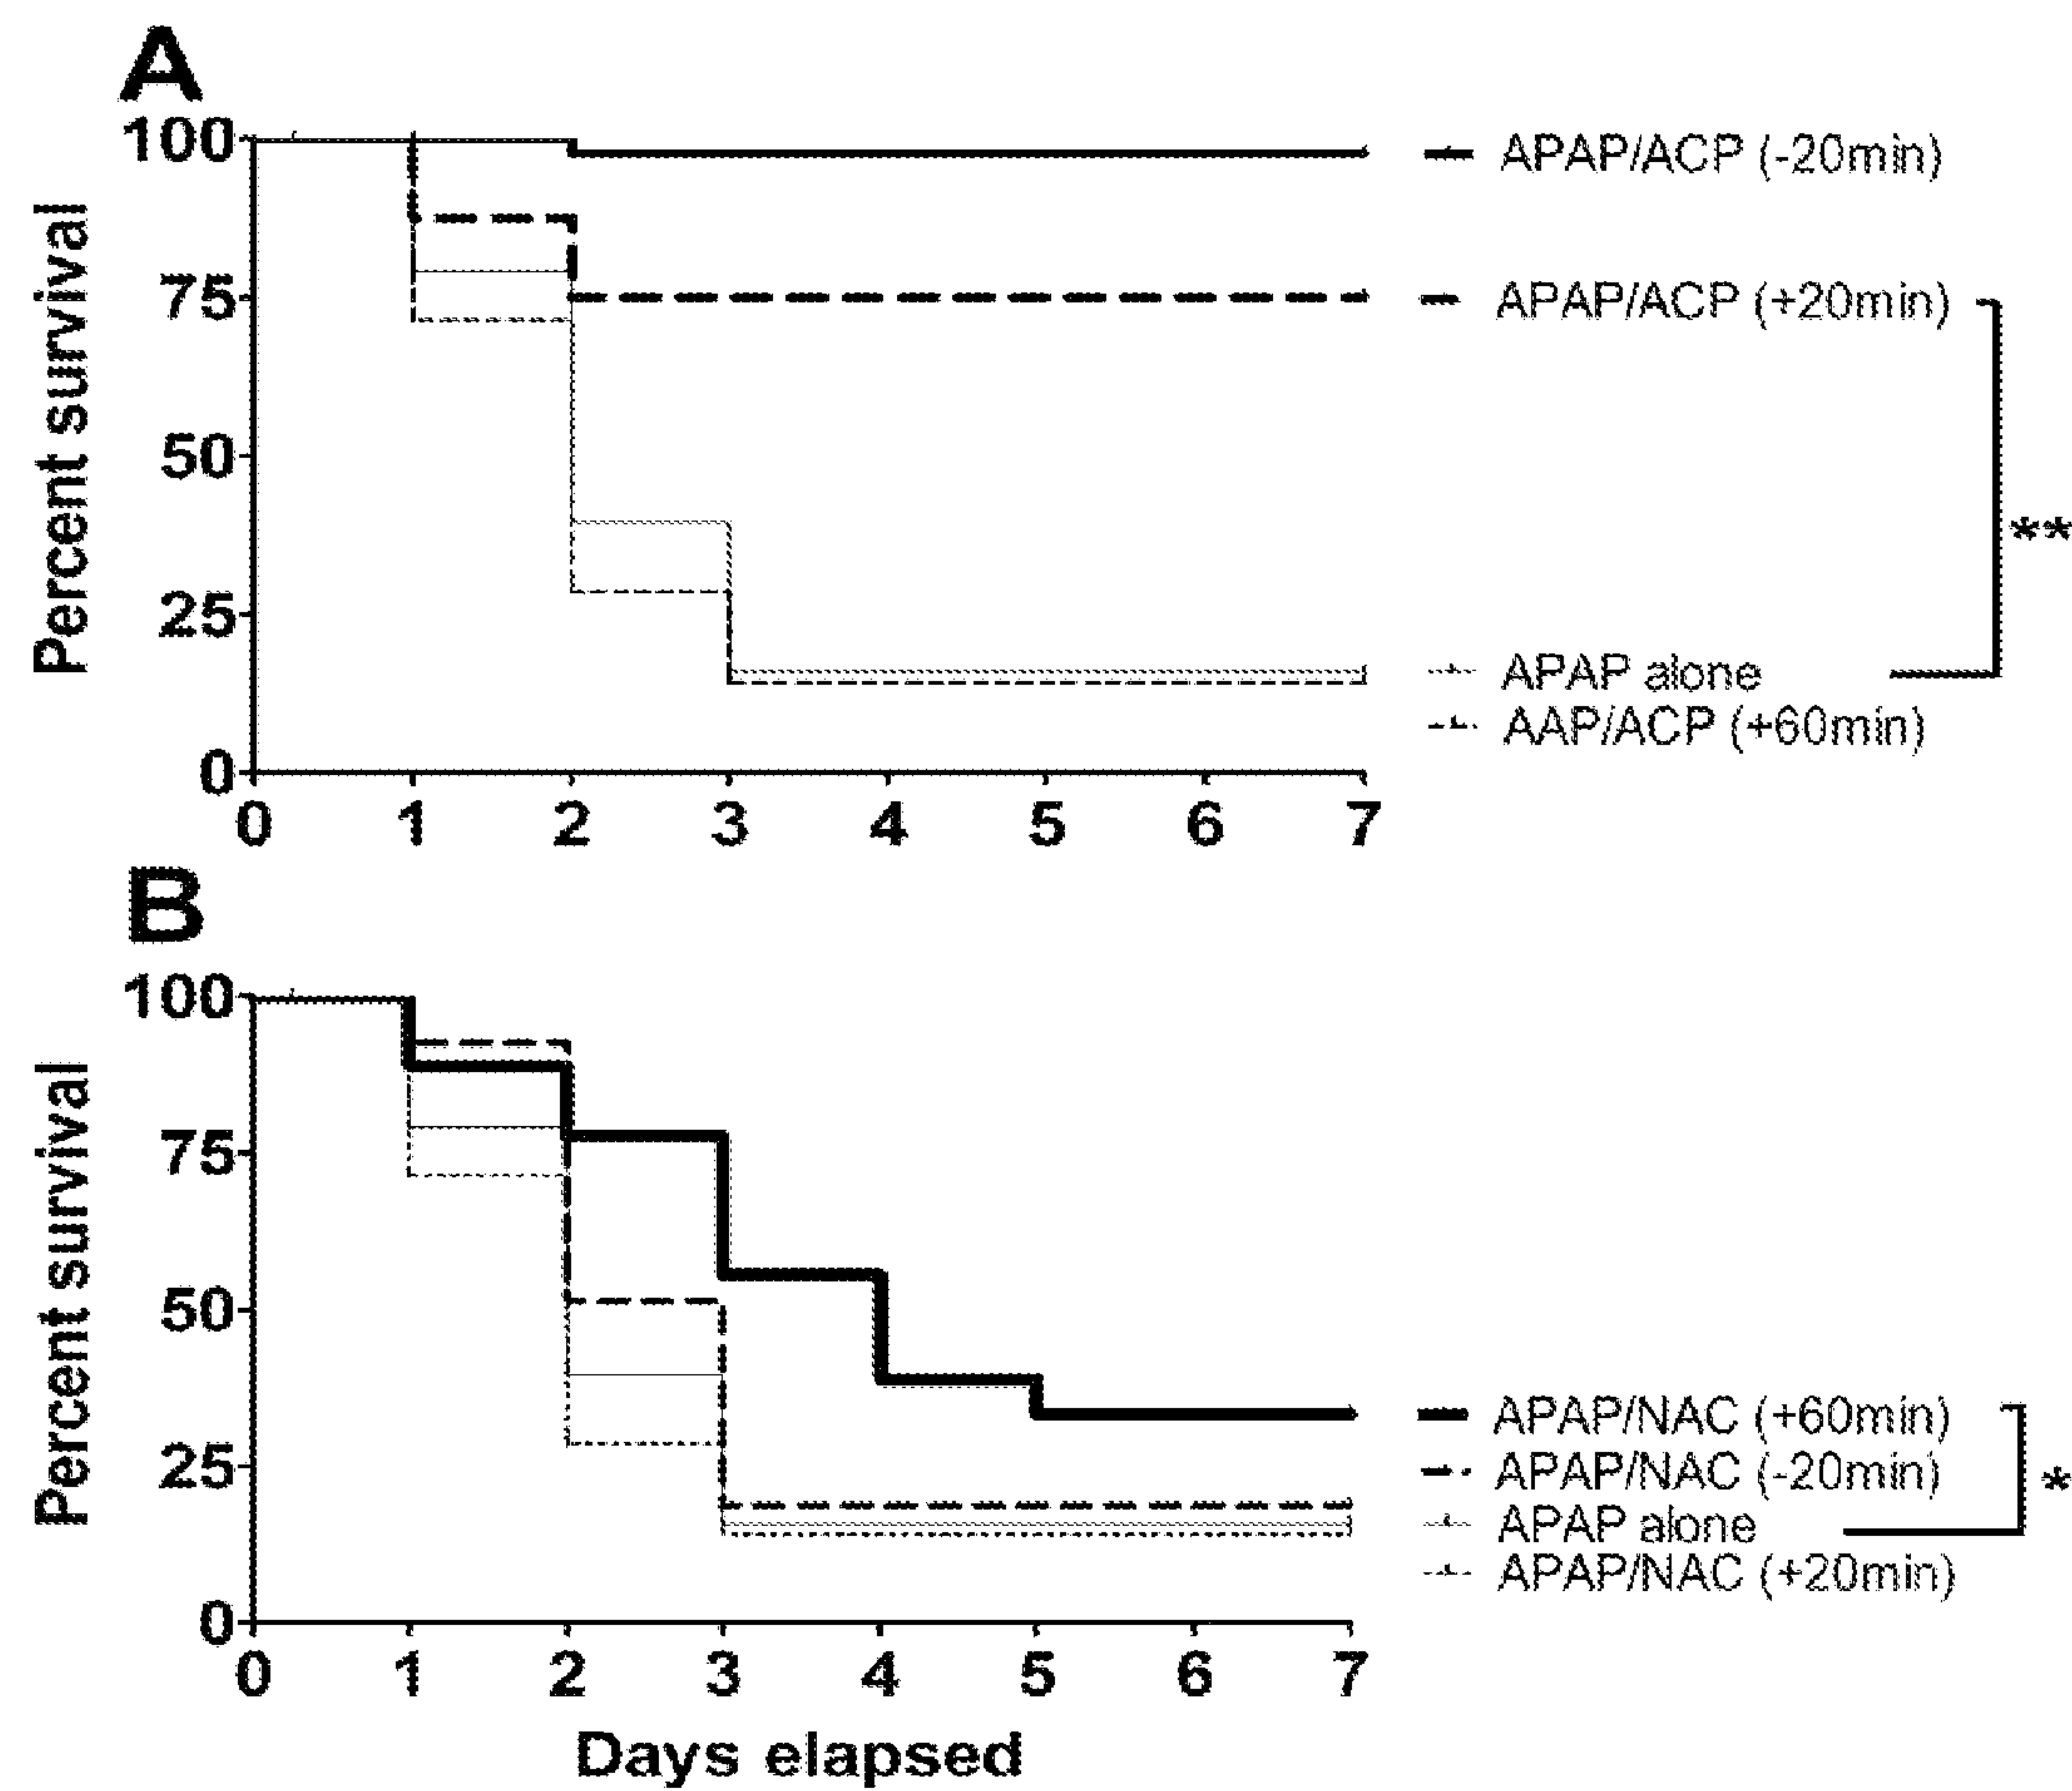 A
Percent survival
100
75
50
25
0
0 1 2 3 4 5 6 7
APAP/ACP (-20min)
APAP/ACP (+20min)
**
APAP alone
AAP/ACP (+60min)
B
Percent survival
100
75
50
25
0
0 1 2 3 4 5 6 7
Days elapsed
APAP/NAC (+60min)
APAP/NAC (-20min)
*
APAP alone
APAP/NAC (+20min)